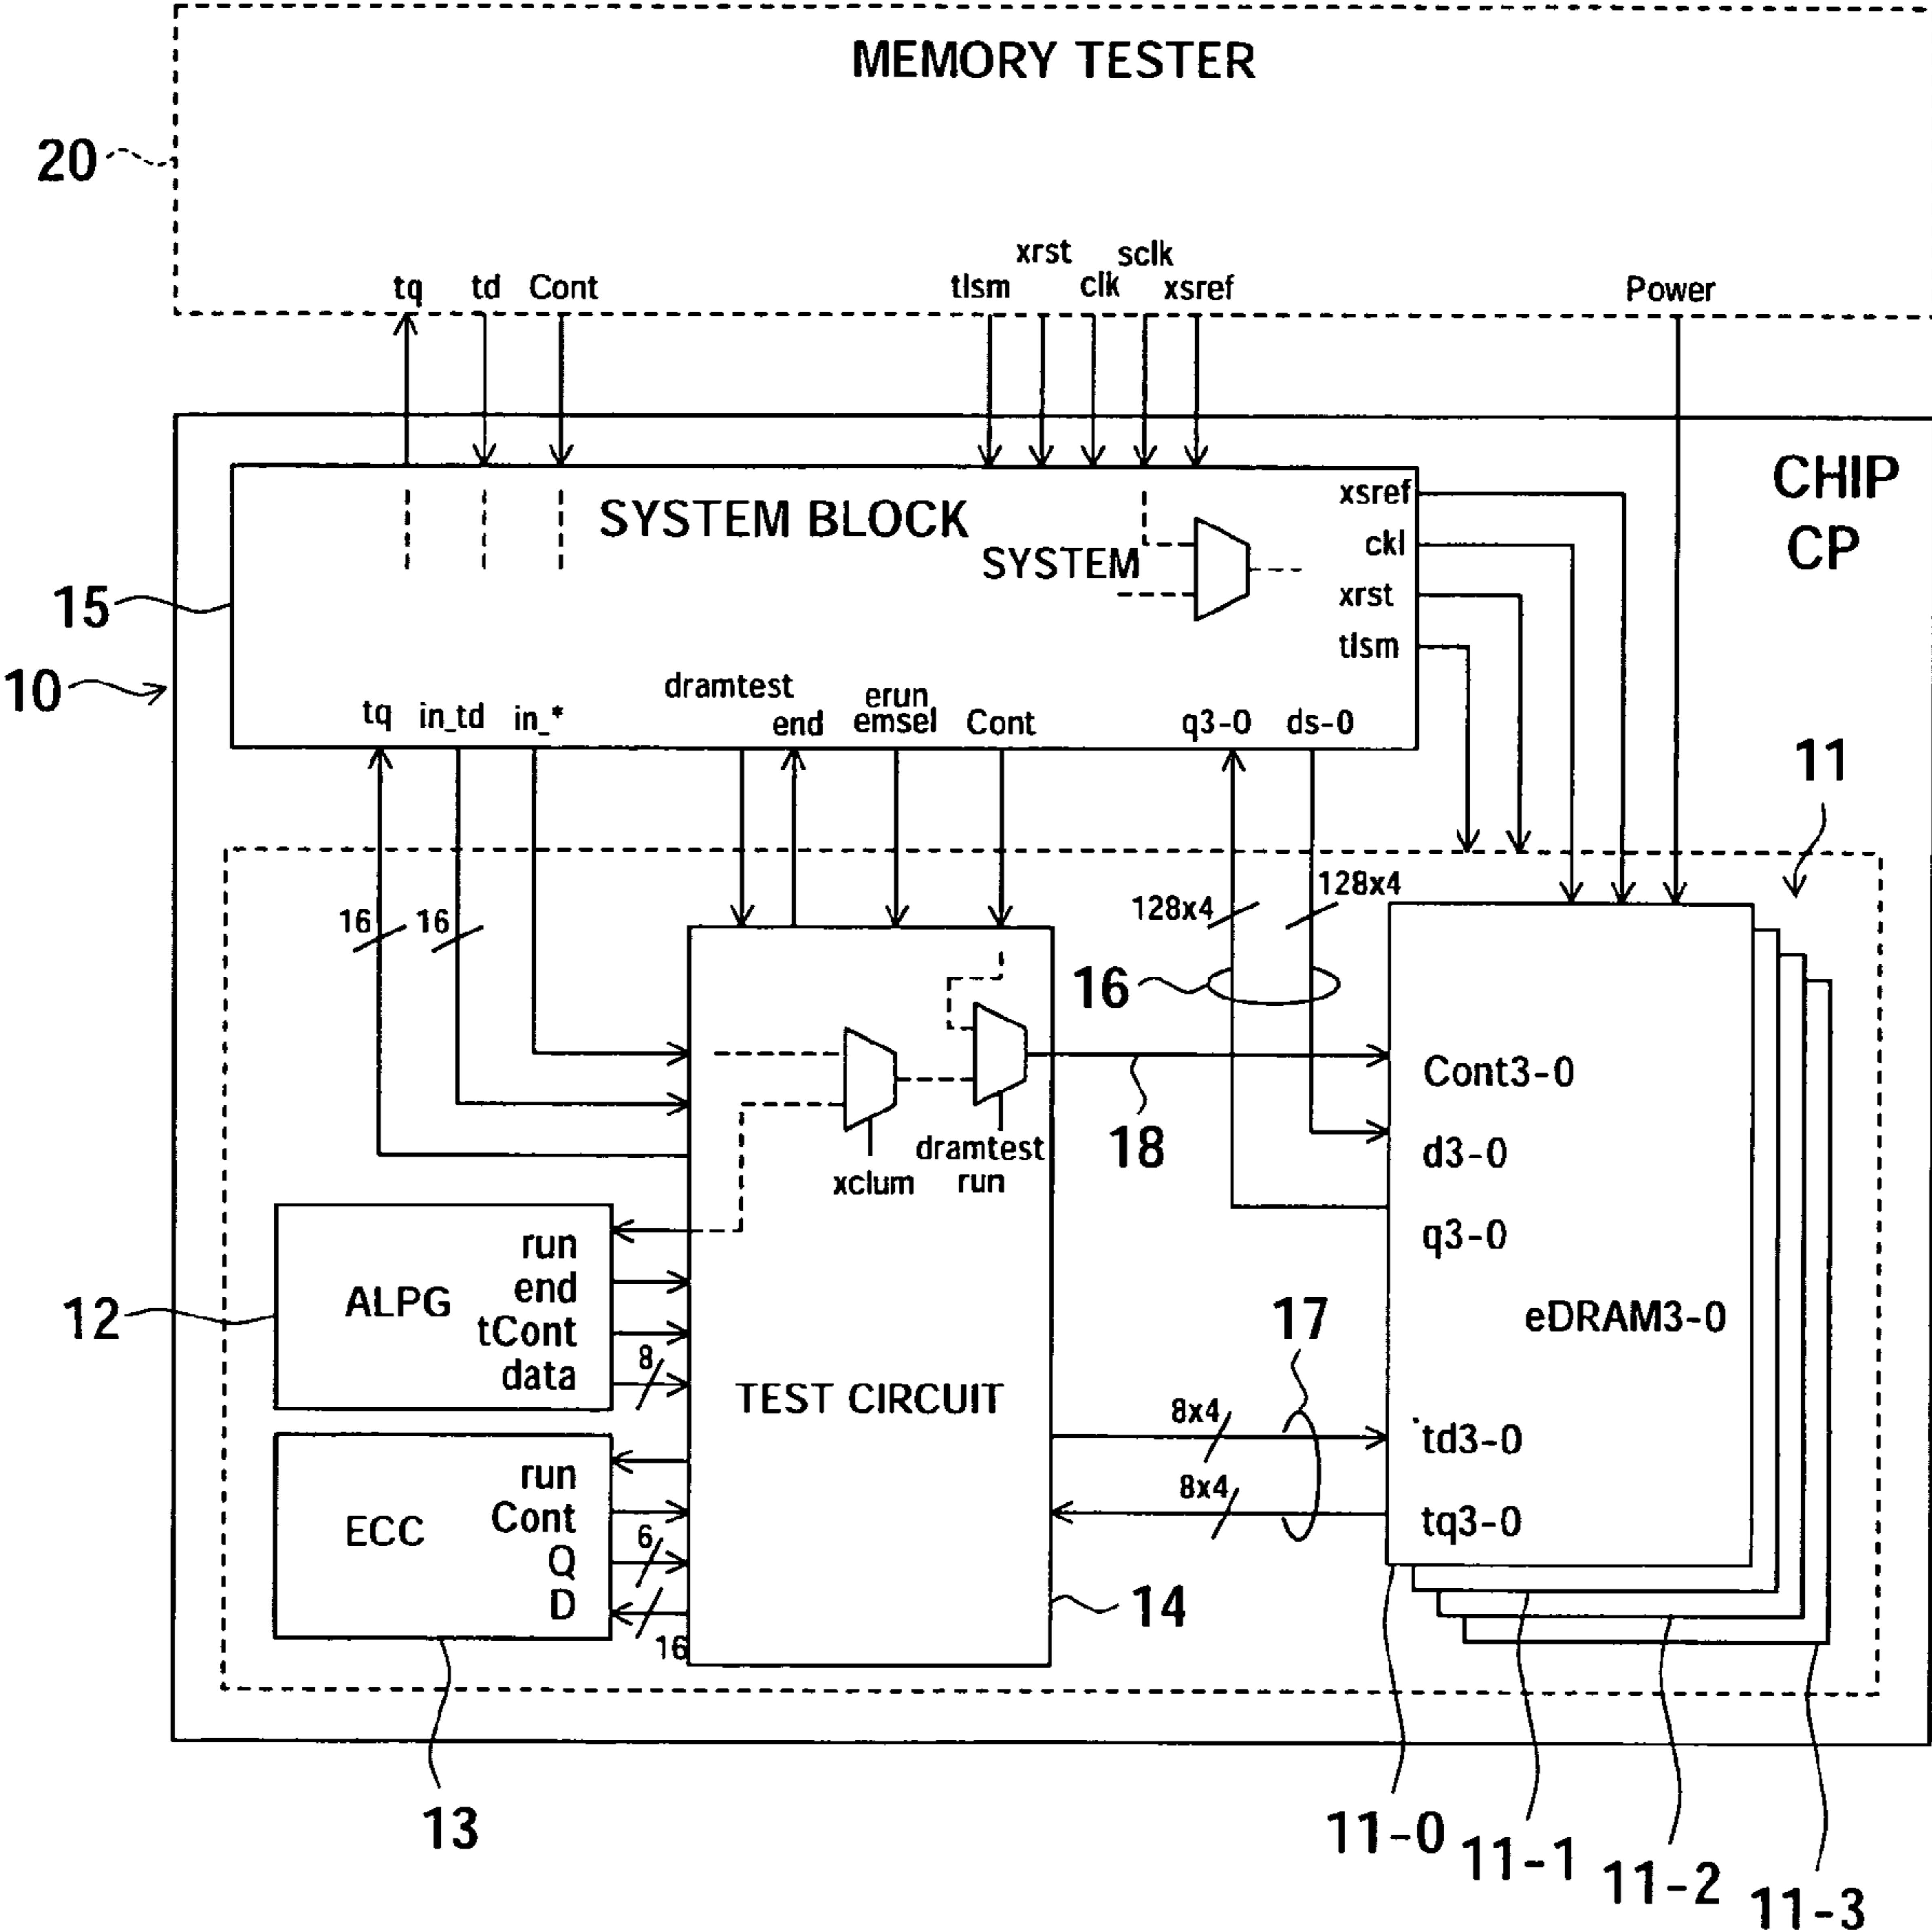 MEMORY TESTER
20
tq
td
Cont
tlsm
xrst
clk
sclk
xsref
Power
CHIP
CP
SYSTEM BLOCK
SYSTEM
xsref
ckl
xrst
tlsm
15
10
tq
in_td
in_*
dramtest
end
erun
emsel
Cont
q3-0
ds-0
11
16
16
128x4
128x4
16
18
xclum
dramtest
run
Cont3-0
d3-0
q3-0
eDRAM3-0
td3-0
tq3-0
12
ALPG
run
end
tCont
data
8
TEST CIRCUIT
17
8x4
8x4
ECC
run
Cont
Q
D
6
16
14
13
11-0
11-1
11-2
11-3